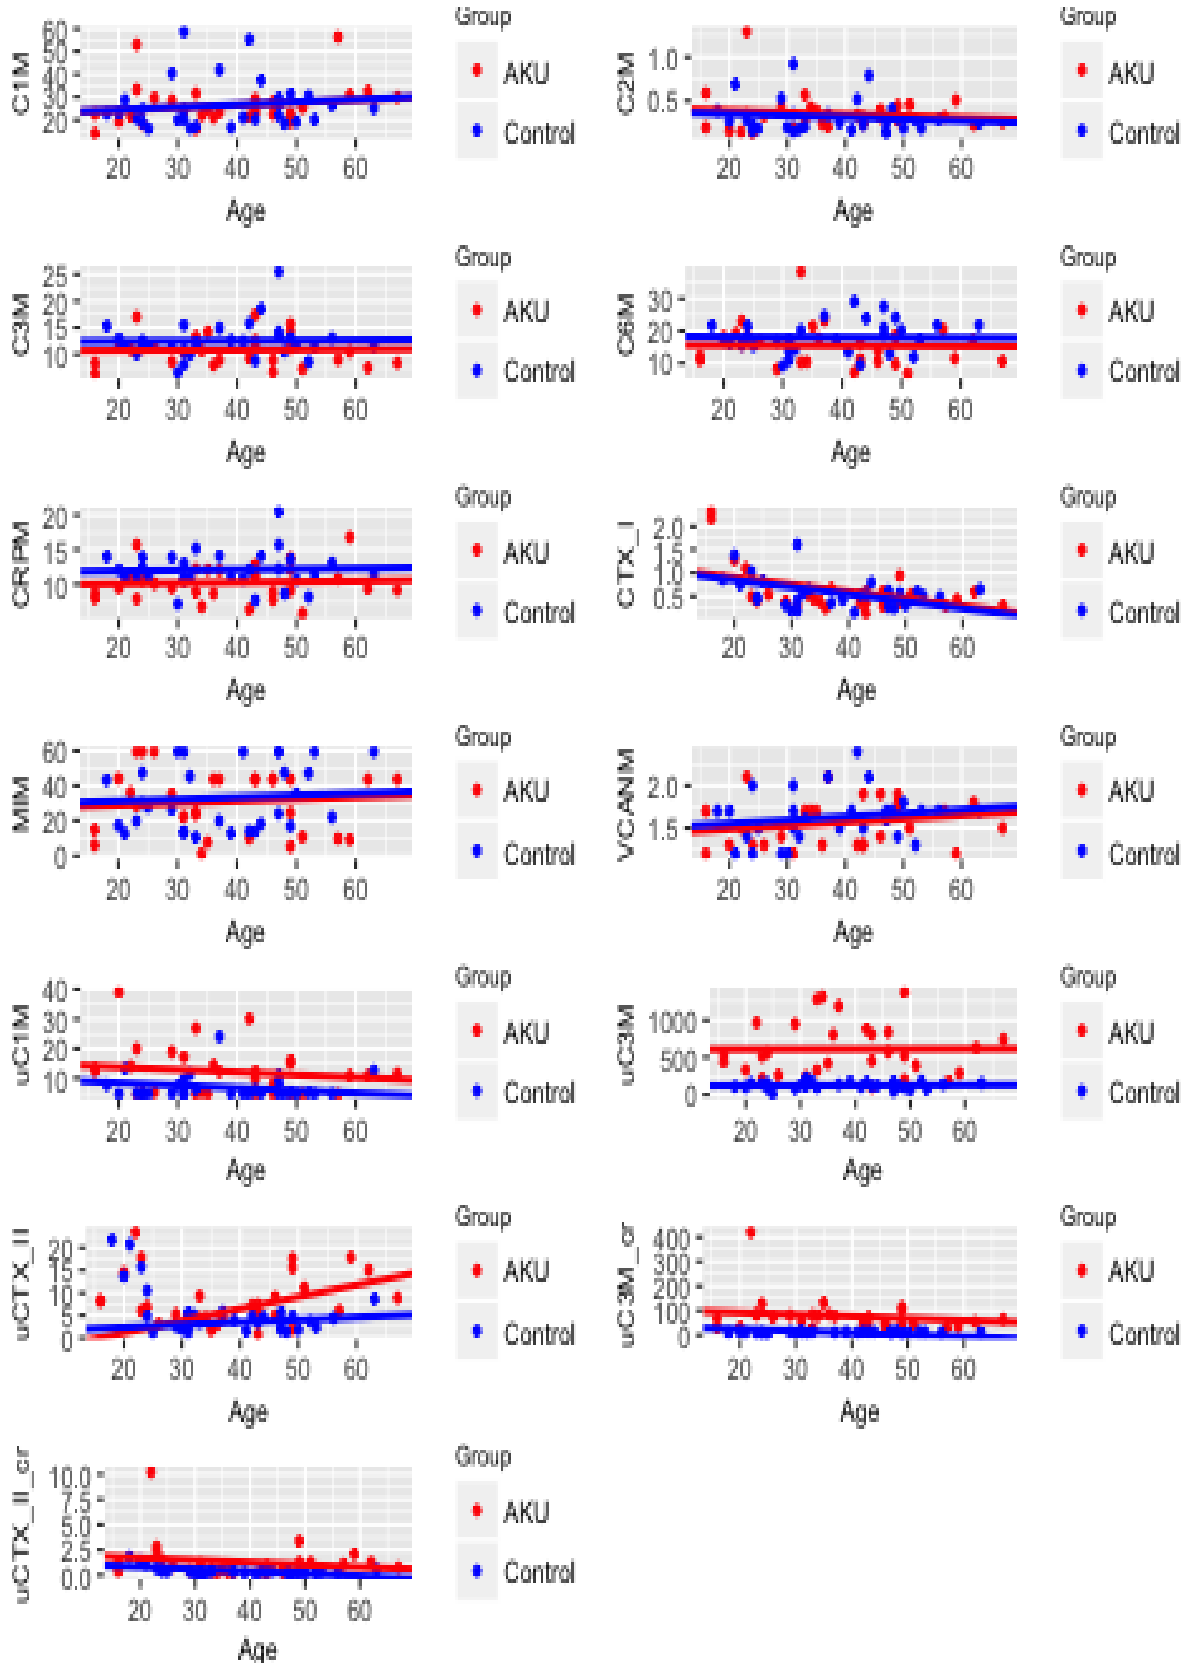 C1M
60
50
40
30
20
20 30 40 50 60
Age
Group
AKU
Control
C2M
1.0
0.5
20 30 40 50 60
Age
Group
AKU
Control
C3M
25
20
15
10
20 30 40 50 60
Age
Group
AKU
Control
C6M
30
20
10
20 30 40 50 60
Age
Group
AKU
Control
CRPM
20
15
10
20 30 40 50 60
Age
Group
AKU
Control
CTX_I
2.0
1.5
1.0
0.5
20 30 40 50 60
Age
Group
AKU
Control
MIM
60
40
20
0
20 30 40 50 60
Age
Group
AKU
Control
VCANM
2.0
1.5
20 30 40 50 60
Age
Group
AKU
Control
uC1M
40
30
20
10
20 30 40 50 60
Age
Group
AKU
Control
uC3M
1000
500
0
20 30 40 50 60
Age
Group
AKU
Control
uCTX_II
20
15
10
5
0
20 30 40 50 60
Age
Group
AKU
Control
uC3M_cr
400
300
200
100
0
20 30 40 50 60
Age
Group
AKU
Control
uCTX_II_cr
10.0
7.5
5.0
2.5
0.0
20 30 40 50 60
Age
Group
AKU
Control